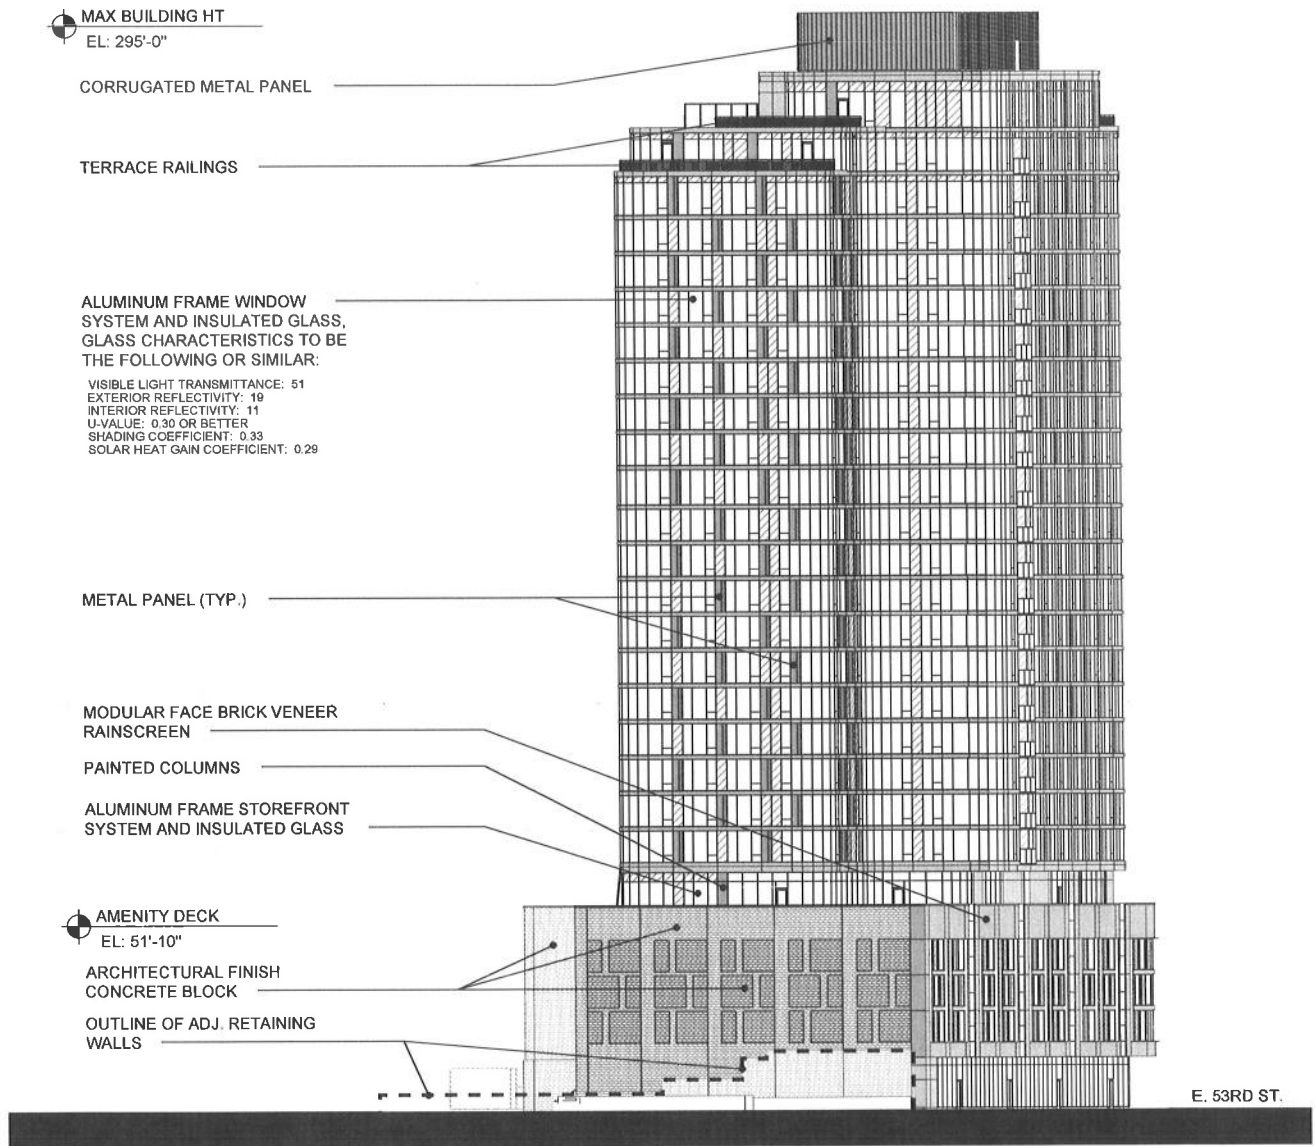 MAX BUILDING HT
EL: 295'-0"
CORRUGATED METAL PANEL
TERRACE RAILINGS
ALUMINUM FRAME WINDOW
SYSTEM AND INSULATED GLASS,
GLASS CHARACTERISTICS TO BE
THE FOLLOWING OR SIMILAR:
VISIBLE LIGHT TRANSMITTANCE: 51
EXTERIOR REFLECTIVITY: 19
INTERIOR REFLECTIVITY: 11
U-VALUE: 0.30 OR BETTER
SHADING COEFFICIENT: 0.33
SOLAR HEAT GAIN COEFFICIENT: 0.29
METAL PANEL (TYP.)
MODULAR FACE BRICK VENEER
RAINSCREEN
PAINTED COLUMNS
ALUMINUM FRAME STOREFRONT
SYSTEM AND INSULATED GLASS
AMENITY DECK
EL: 51'-10"
ARCHITECTURAL FINISH
CONCRETE BLOCK
OUTLINE OF ADJ. RETAINING
WALLS
E. 53RD ST.